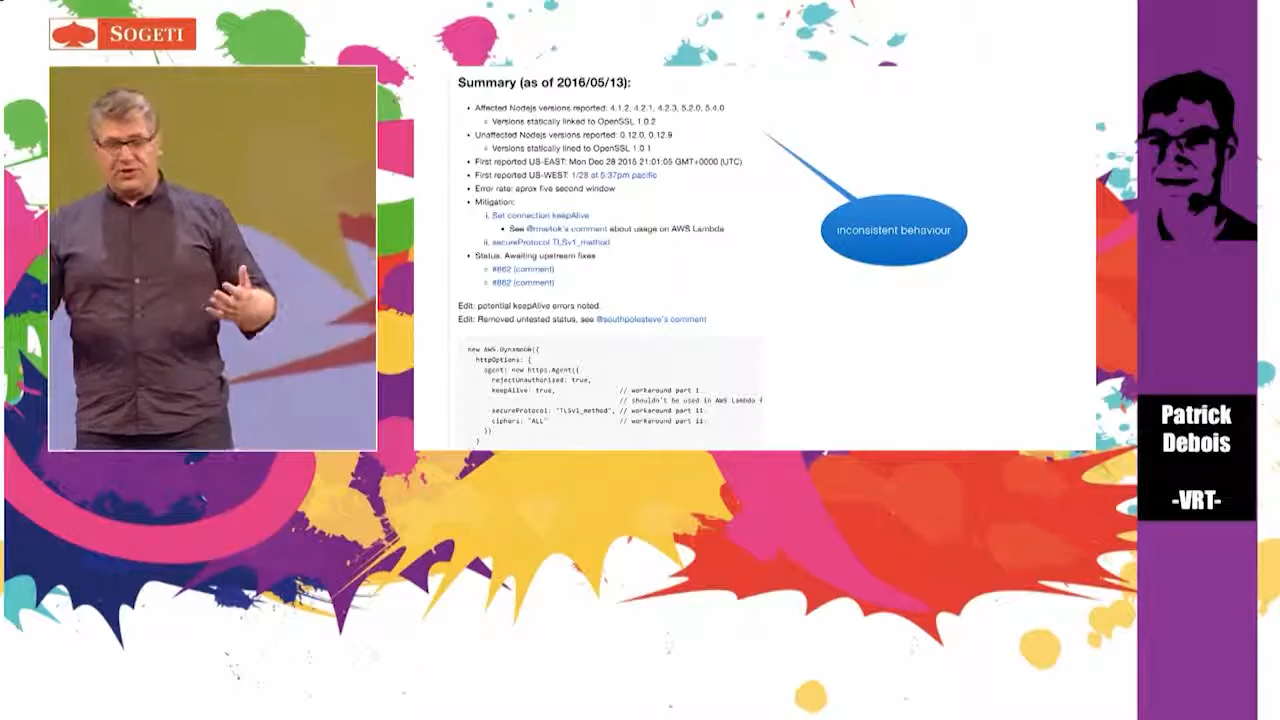 SOGETI
Summary (as of 2016/05/13):
• Affected Nodejs versions reported: 4.1.2, 4.2.1, 4.2.3, 5.2.0, 5.4.0
Versions statically linked to OpenSSL 1.0.2
• Unaffected Nodejs versions reported: 0.12.0, 0.12.9
Versions statically lined to OpenSSL 1.0.1
• First reported US-EAST: Mon Dec 28 2015 21:01:05 GMT+0000 (UTC)
• First reported US-WEST: 1/28 at 5:37pm pacific
• Error rate: aprox five second window
• Mitigation:
i. Set connection keepAlive
• See comment about usage on AWS Lambda
ii. secureProtocol TLSv1_method
• Status: Awaiting upstream fixes
#862 (comment)
#862 (comment)
Edit: potential keepAlive errors noted.
Edit: Removed untested status, see @southpolesteve's comment
new AWS.DynamoDB({
httpOptions: {
agent: new https.Agent({
rejectUnauthorized: true,
keepAlive: true, // workaround part i.
// shouldn't be used in AWS Lambda f
secureProtocol: "TLSv1_method", // workaround part ii.
ciphers: "ALL" // workaround part ii.
})
}
inconsistent behaviour
Patrick
Debois
-VRT-